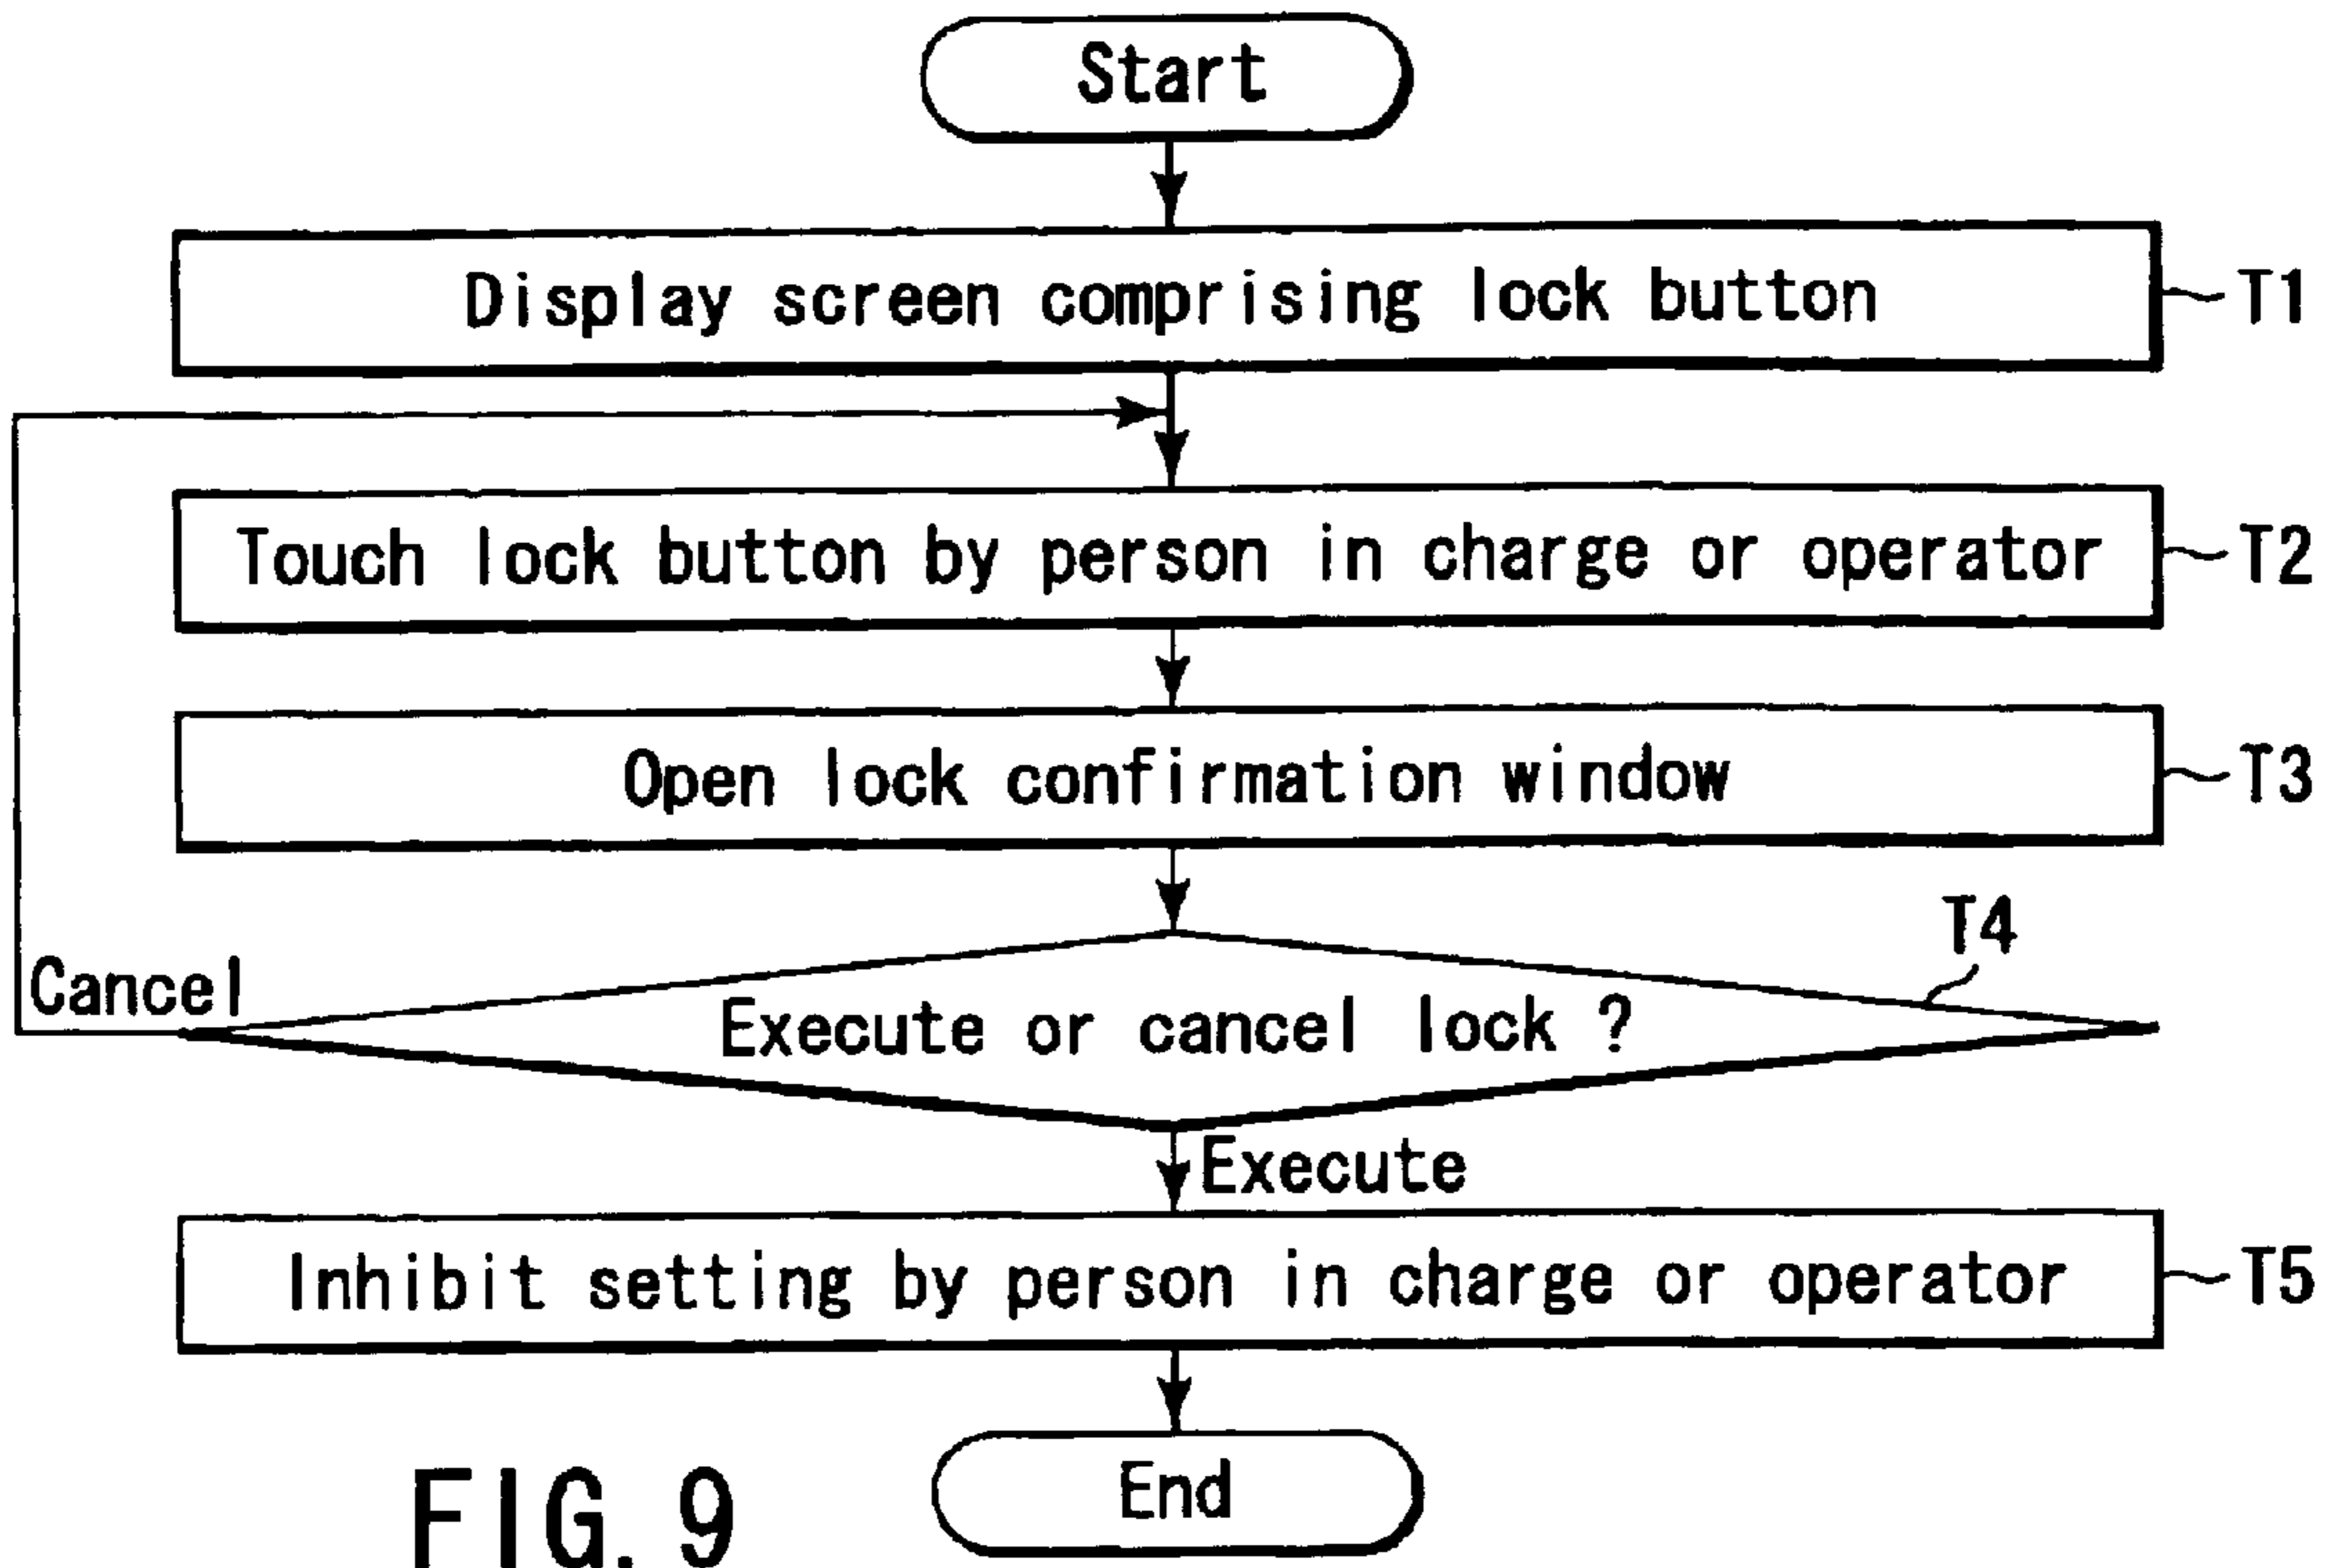 Start
Display screen comprising lock button
T1
Touch lock button by person in charge or operator
T2
Open lock confirmation window
T3
T4
Cancel
Execute or cancel lock ?
Execute
Inhibit setting by person in charge or operator
T5
End
FIG. 9